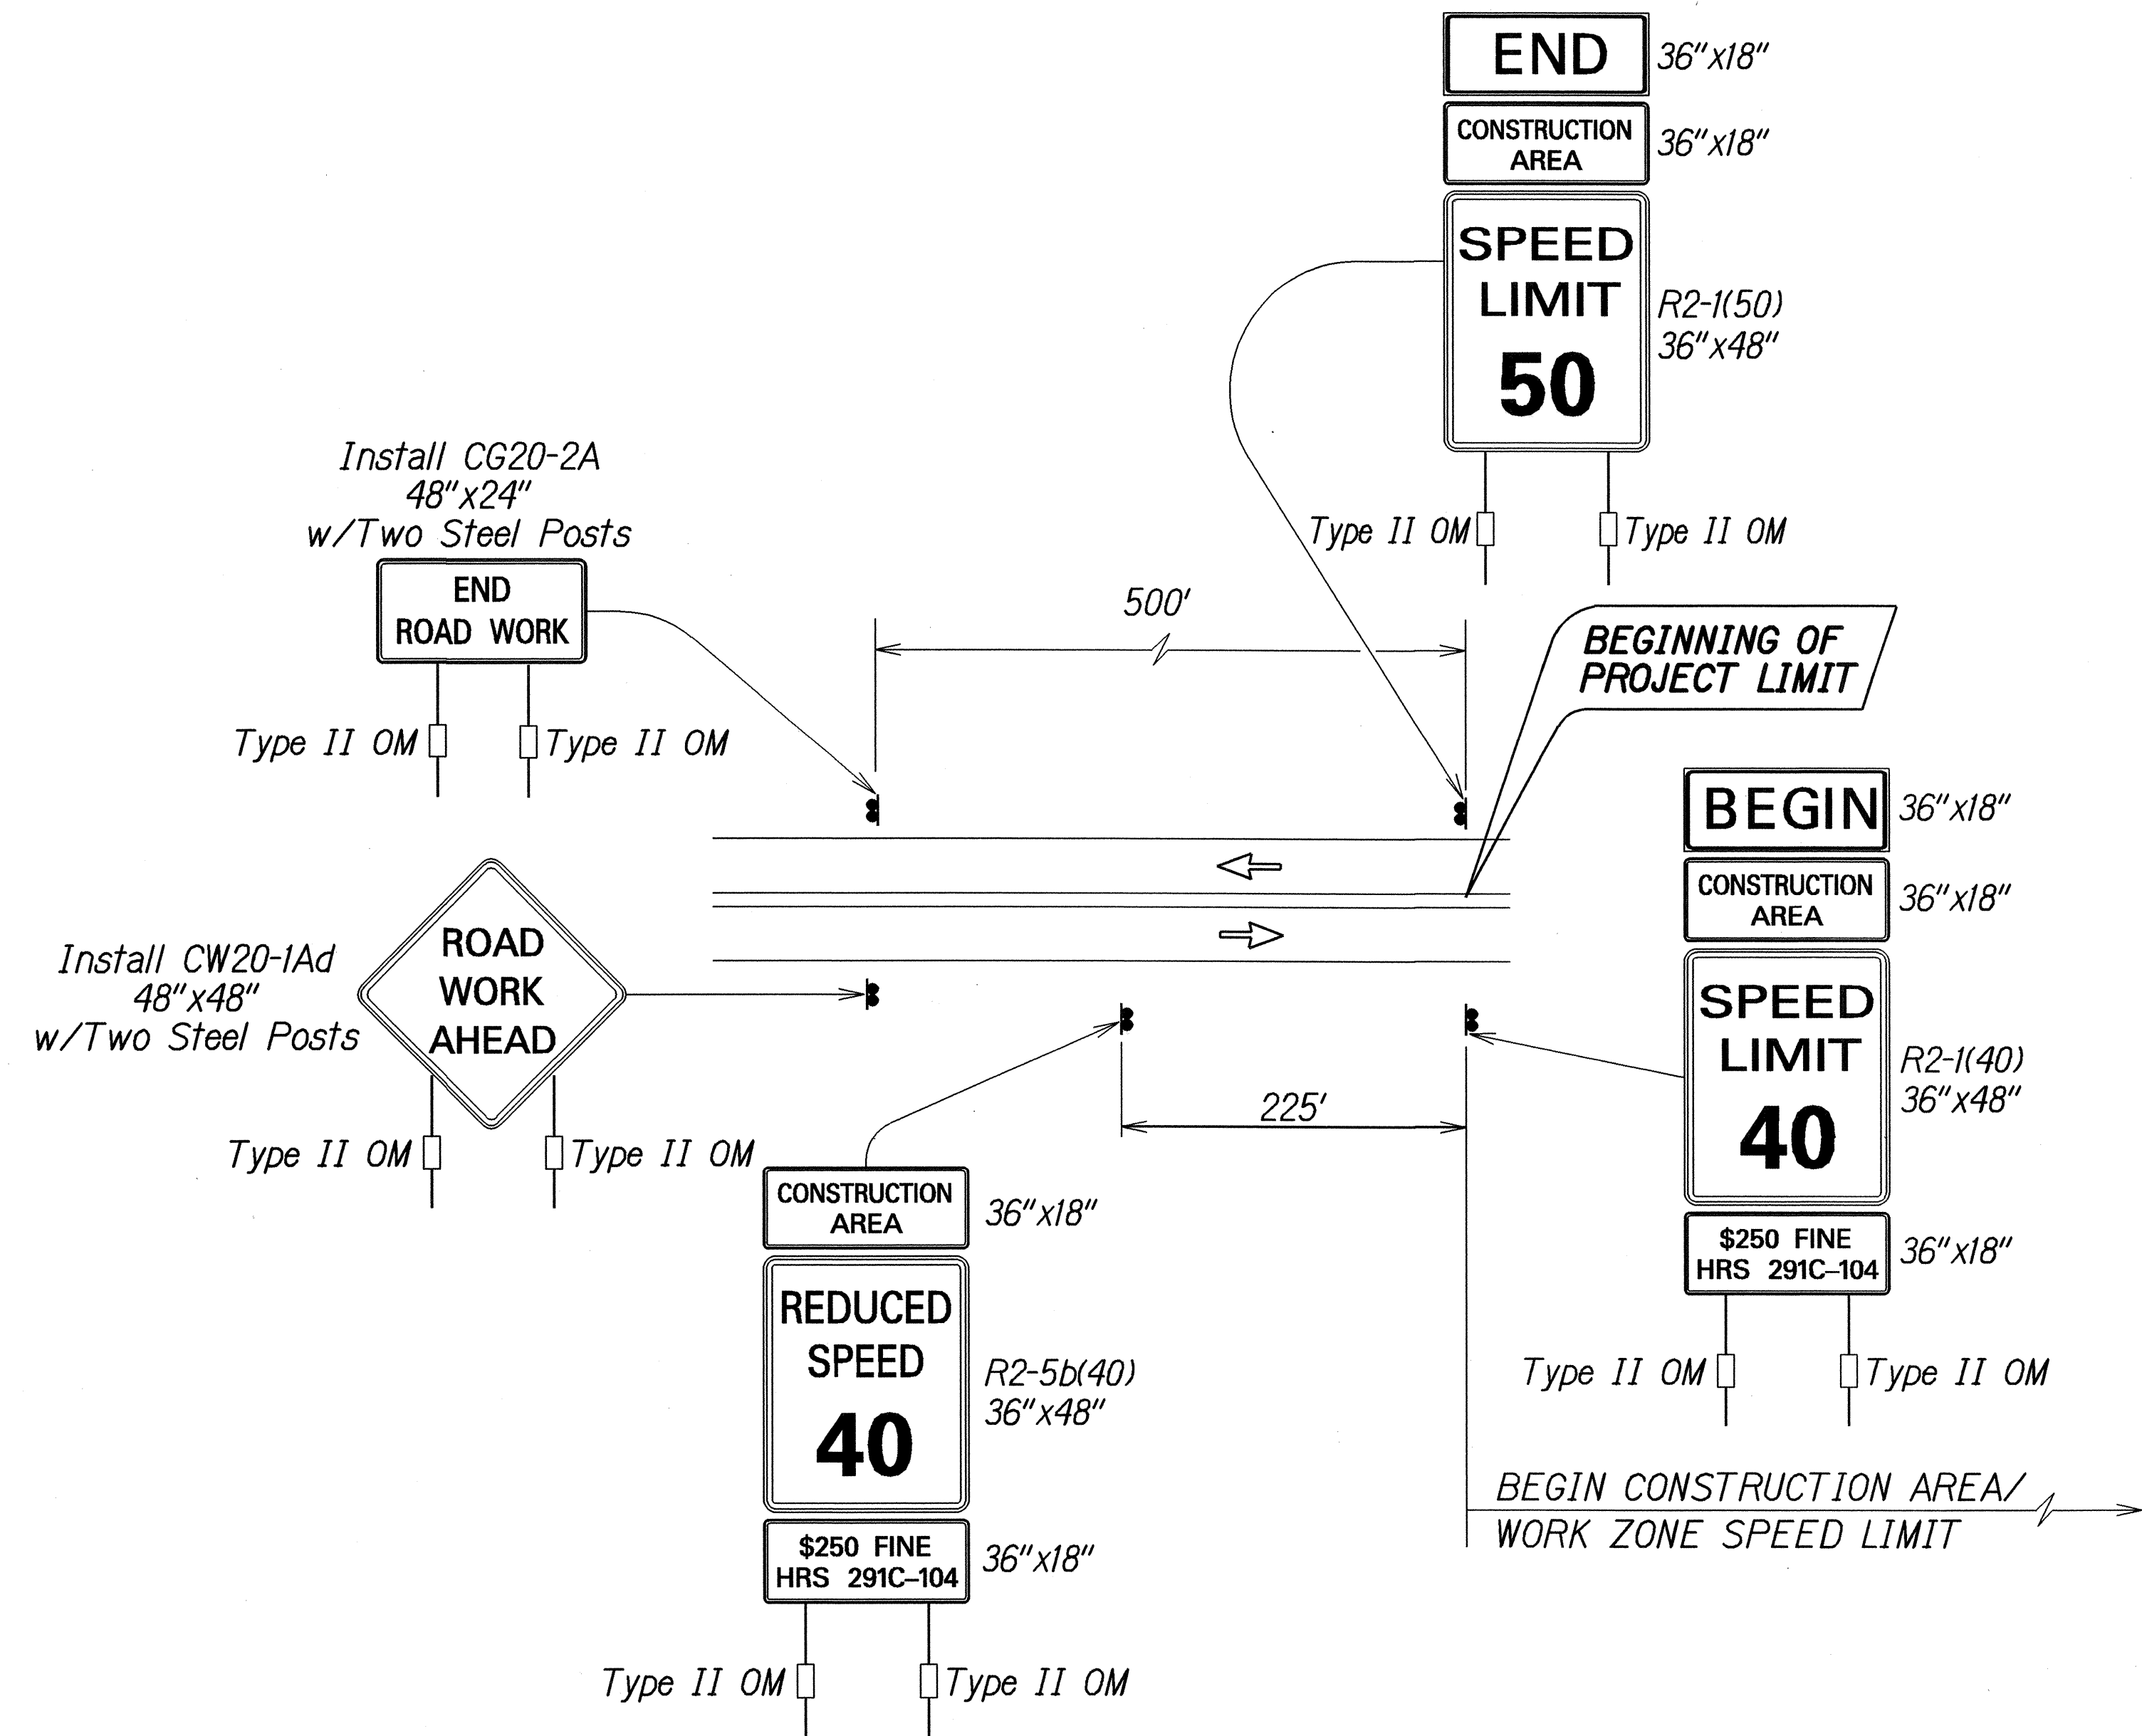 END
36"x18"
CONSTRUCTION
AREA
36"x18"
SPEED
LIMIT
50
R2-1(50)
36"x48"
Type II OM
Type II OM
Install CG20-2A
48"x24"
w/Two Steel Posts
END
ROAD WORK
Type II OM
Type II OM
500'
BEGINNING OF
PROJECT LIMIT
BEGIN
36"x18"
CONSTRUCTION
AREA
36"x18"
SPEED
LIMIT
40
R2-1(40)
36"x48"
$250 FINE
HRS 291C–104
36"x18"
Type II OM
Type II OM
Install CW20-1Ad
48"x48"
w/Two Steel Posts
ROAD
WORK
AHEAD
Type II OM
Type II OM
225'
CONSTRUCTION
AREA
36"x18"
REDUCED
SPEED
40
R2-5b(40)
36"x48"
$250 FINE
HRS 291C–104
36"x18"
Type II OM
Type II OM
BEGIN CONSTRUCTION AREA/
WORK ZONE SPEED LIMIT